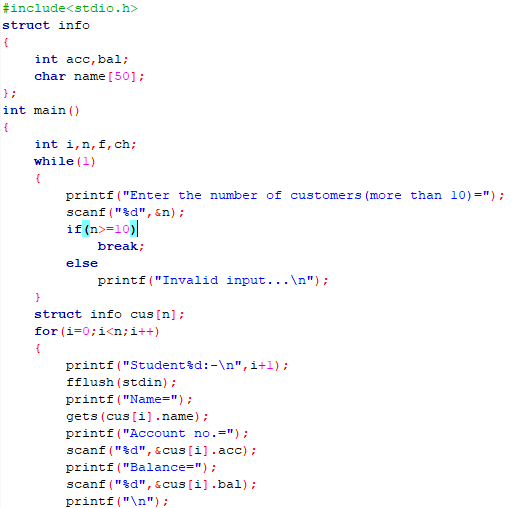 #include<stdio.h>
struct info
{
    int acc,bal;
    char name[50];
};
int main()
{
    int i,n,f,ch;
    while(1)
    {
        printf("Enter the number of customers(more than 10)=");
        scanf("%d",&n);
        if(n>=10)
            break;
        else
            printf("Invalid input...\n");
    }
    struct info cus[n];
    for(i=0;i<n;i++)
    {
        printf("Student%d:-\n",i+1);
        fflush(stdin);
        printf("Name=");
        gets(cus[i].name);
        printf("Account no.=");
        scanf("%d",&cus[i].acc);
        printf("Balance=");
        scanf("%d",&cus[i].bal);
        printf("\n");